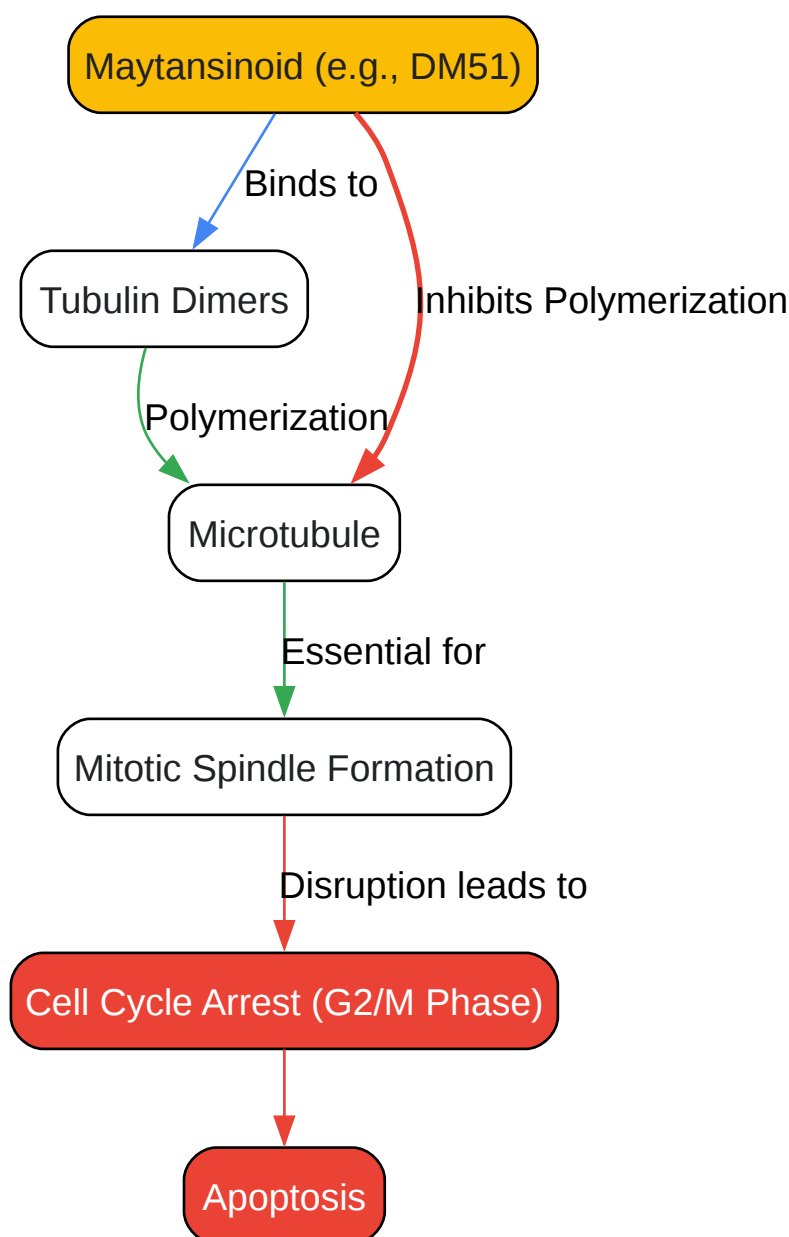 Maytansinoid (e.g., DM51)
Binds to
Tubulin Dimers
Inhibits Polymerization
Polymerization
Microtubule
Essential for
Mitotic Spindle Formation
Disruption leads to
Cell Cycle Arrest (G2/M Phase)
Apoptosis